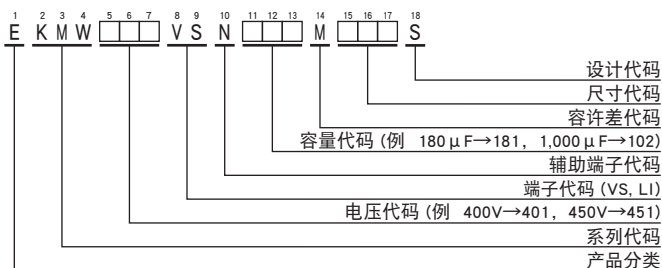 1 2 3 4 5 6 7 8 9 10 11 12 13 14 15 16 17 18
E K M W □□□ V S N □□□ M □□□ S
设计代码
尺寸代码
容许差代码
容量代码 (例 180μF→181, 1,000μF→102)
辅助端子代码
端子代码 (VS, LI)
电压代码 (例 400V→401, 450V→451)
系列代码
产品分类